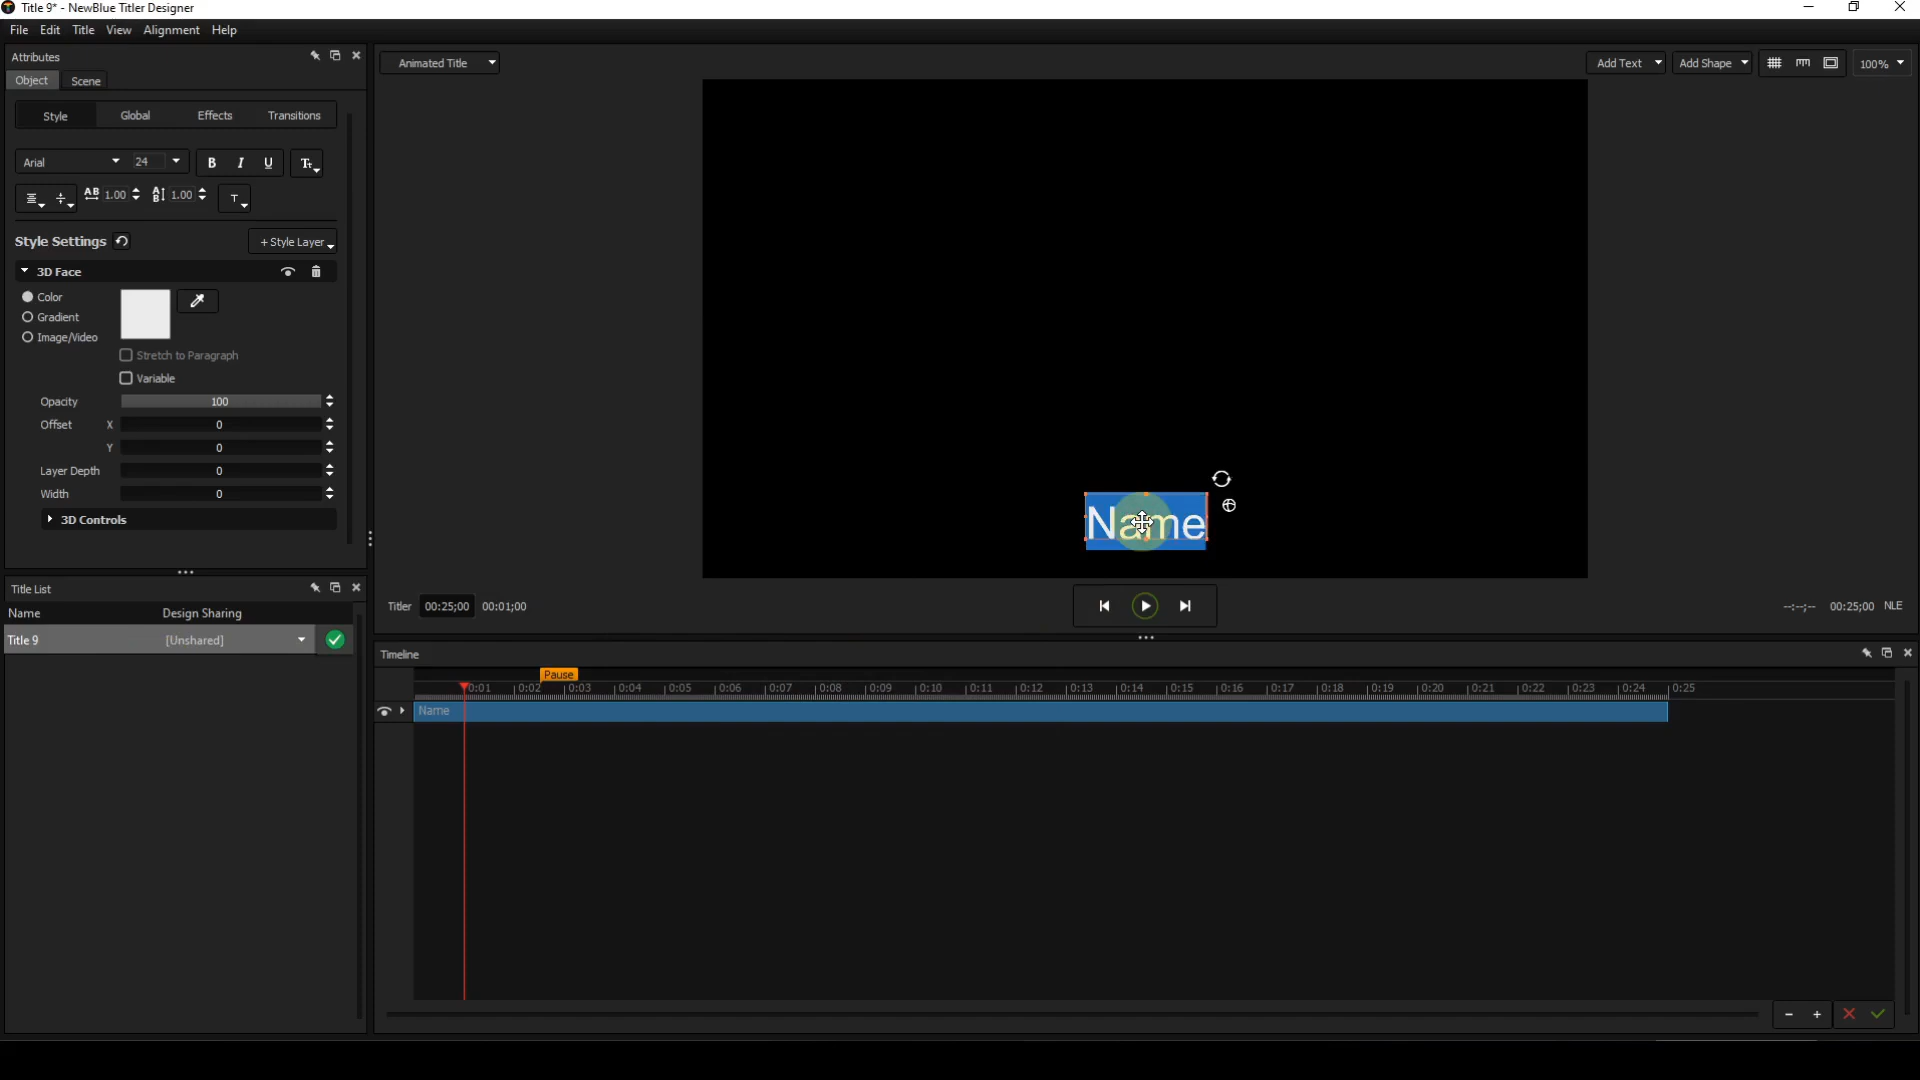 Title 9* - NewBlue Titler Designer
File Edit Title View Alignment Help
Attributes
Object Scene
Animated Title
Add Text Add Shape 100%
Style Global Effects Transitions
Arial 24 B I U Tt
AB 1.00 AB 1.00 T
Style Settings + Style Layer
3D Face
Color
Gradient
Image/Video
Stretch to Paragraph
Variable
Opacity 100
Offset X 0
Y 0
Layer Depth 0
Width 0
3D Controls
Name
Title List
Name Design Sharing
Title 9 [Unshared]
Titler 00:25;00 00:01;00
--:--;-- 00:25;00 NLE
Timeline
Pause
0:01 0:02 0:03 0:04 0:05 0:06 0:07 0:08 0:09 0:10 0:11 0:12 0:13 0:14 0:15 0:16 0:17 0:18 0:19 0:20 0:21 0:22 0:23 0:24 0:25
Name